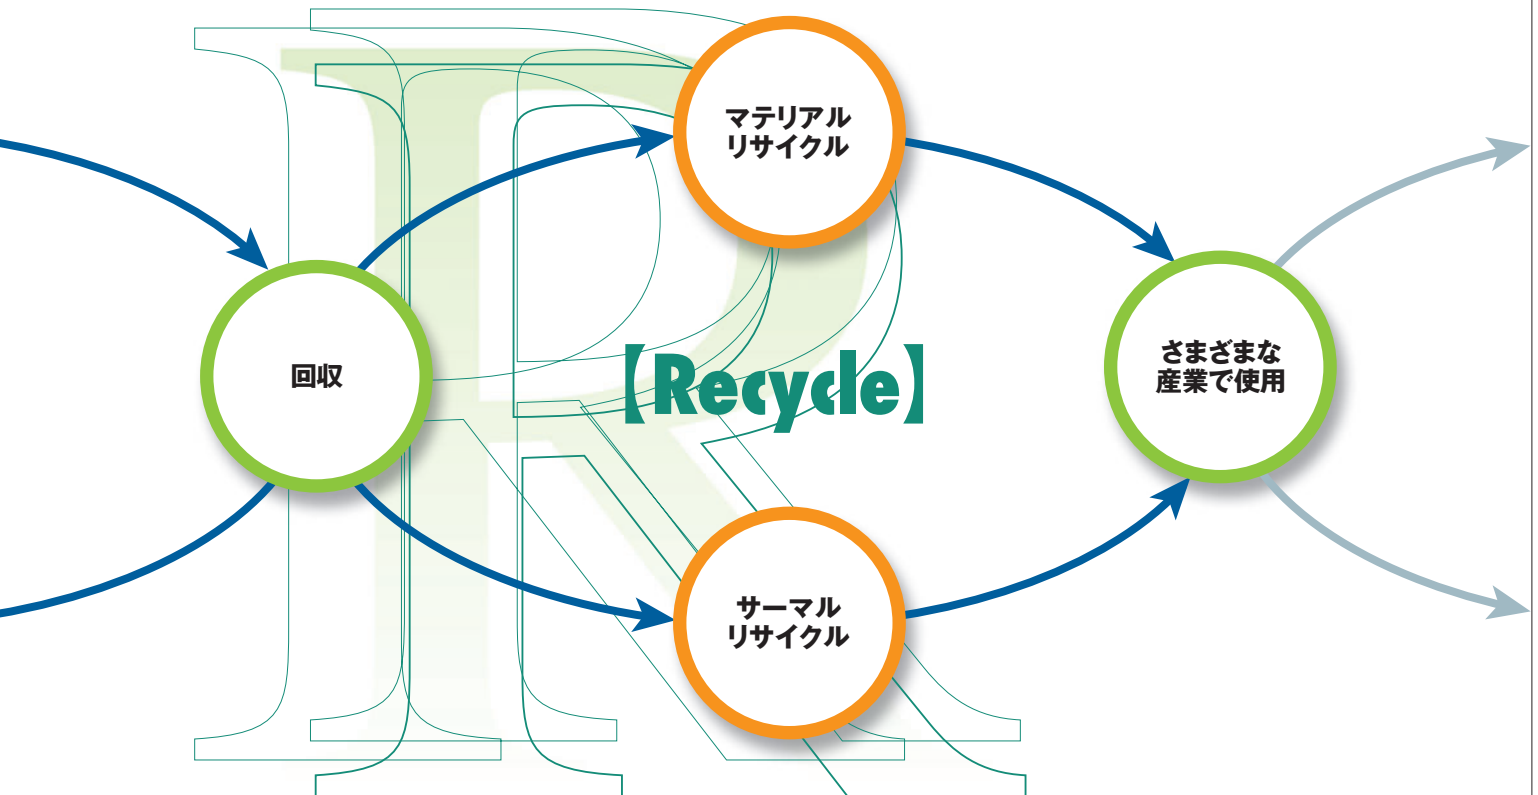 マテリアル
リサイクル
回収
【Recycle】
さまざまな
産業で使用
サーマル
リサイクル